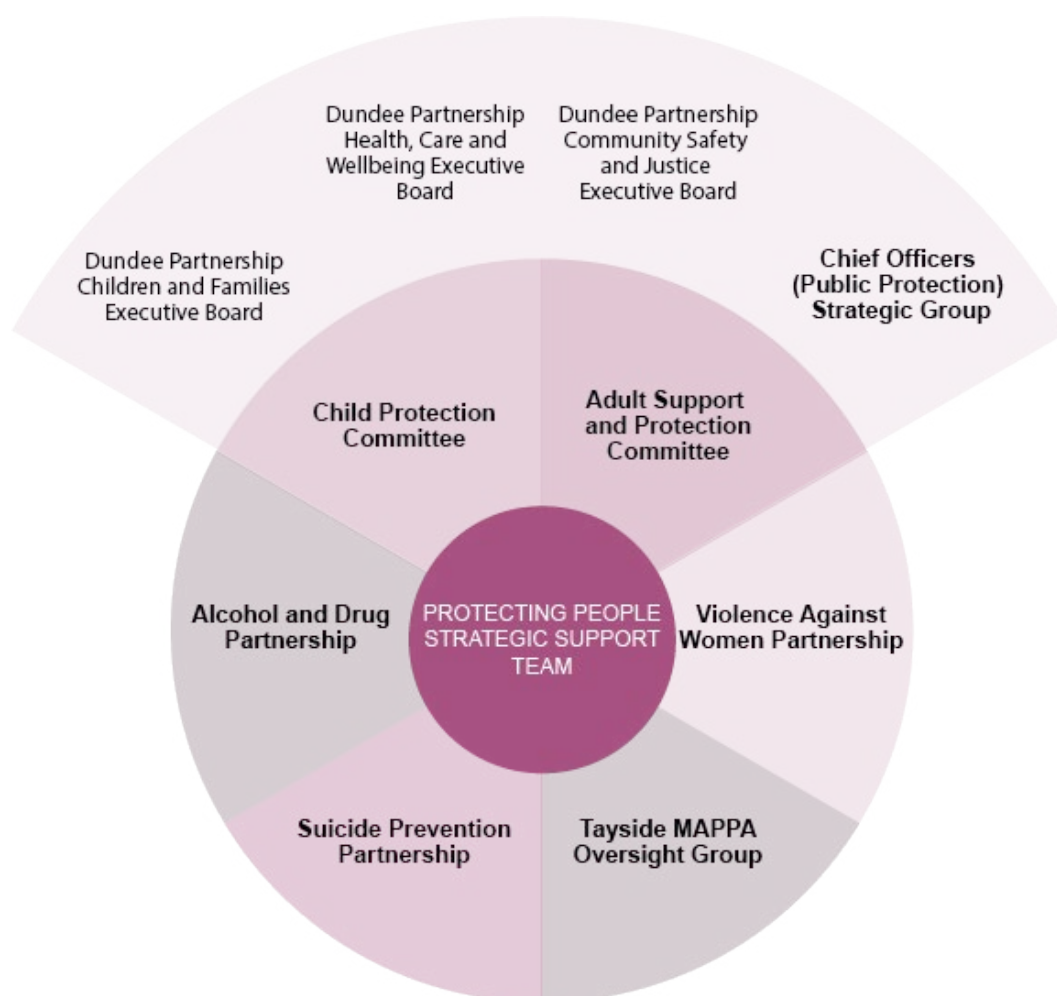 Dundee Partnership
Health, Care and
Wellbeing Executive
Board
Dundee Partnership
Community Safety
and Justice
Executive Board
Dundee Partnership
Children and Families
Executive Board
Chief Officers
(Public Protection)
Strategic Group
Child Protection
Committee
Adult Support
and Protection
Committee
Alcohol and Drug
Partnership
PROTECTING PEOPLE
STRATEGIC SUPPORT
TEAM
Violence Against
Women Partnership
Suicide Prevention
Partnership
Tayside MAPPA
Oversight Group